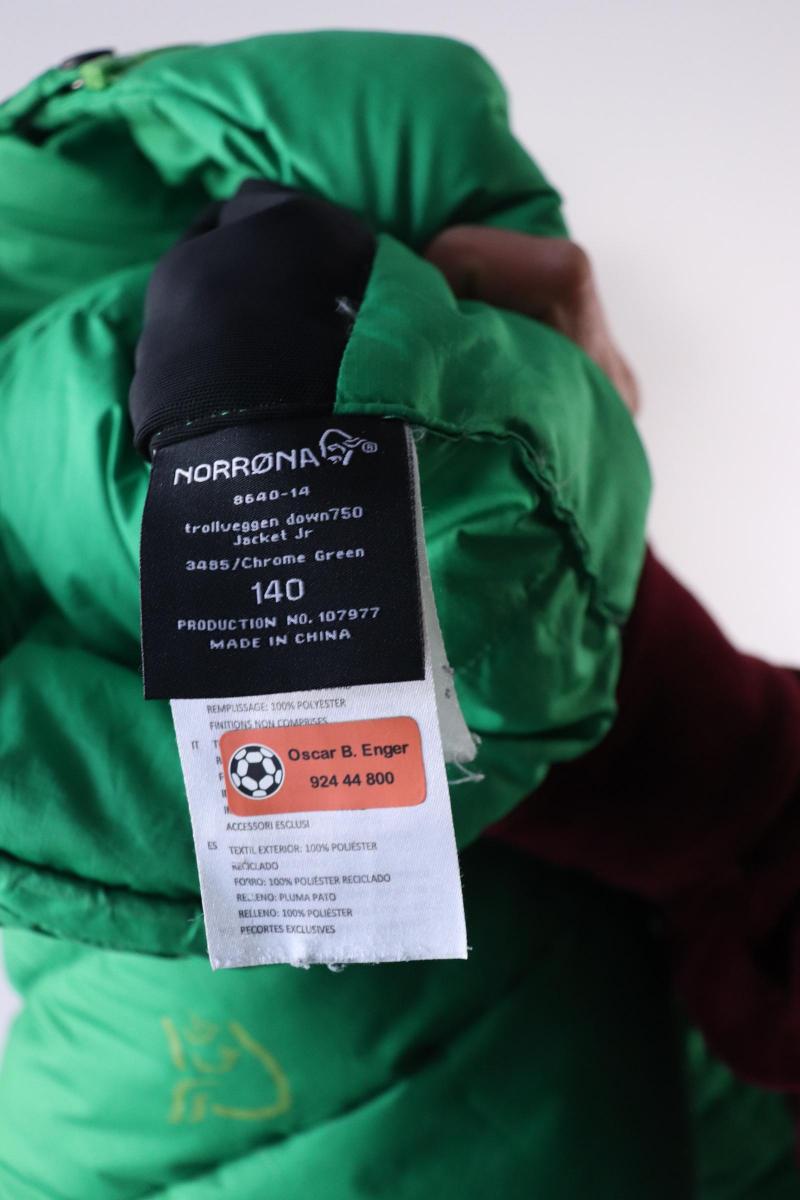 NORRØNA ®
8640-14
trollveggen down750
Jacket Jr
3485/Chrome Green
140
PRODUCTION NO. 107977
MADE IN CHINA
REMPLISSAGE: 100% POLYESTER
FINITIONS NON COMPRISES
IT T
Oscar B. Enger
924 44 800
ACCESSORI ESCLUSI
ES TEXTIL EXTERIOR: 100% POLIÉSTER
RECICLADO
FORRO: 100% POLIÉSTER RECICLADO
RELLENO: PLUMA PATO
RELLENO: 100% POLIÉSTER
RECORTES EXCLUSIVES